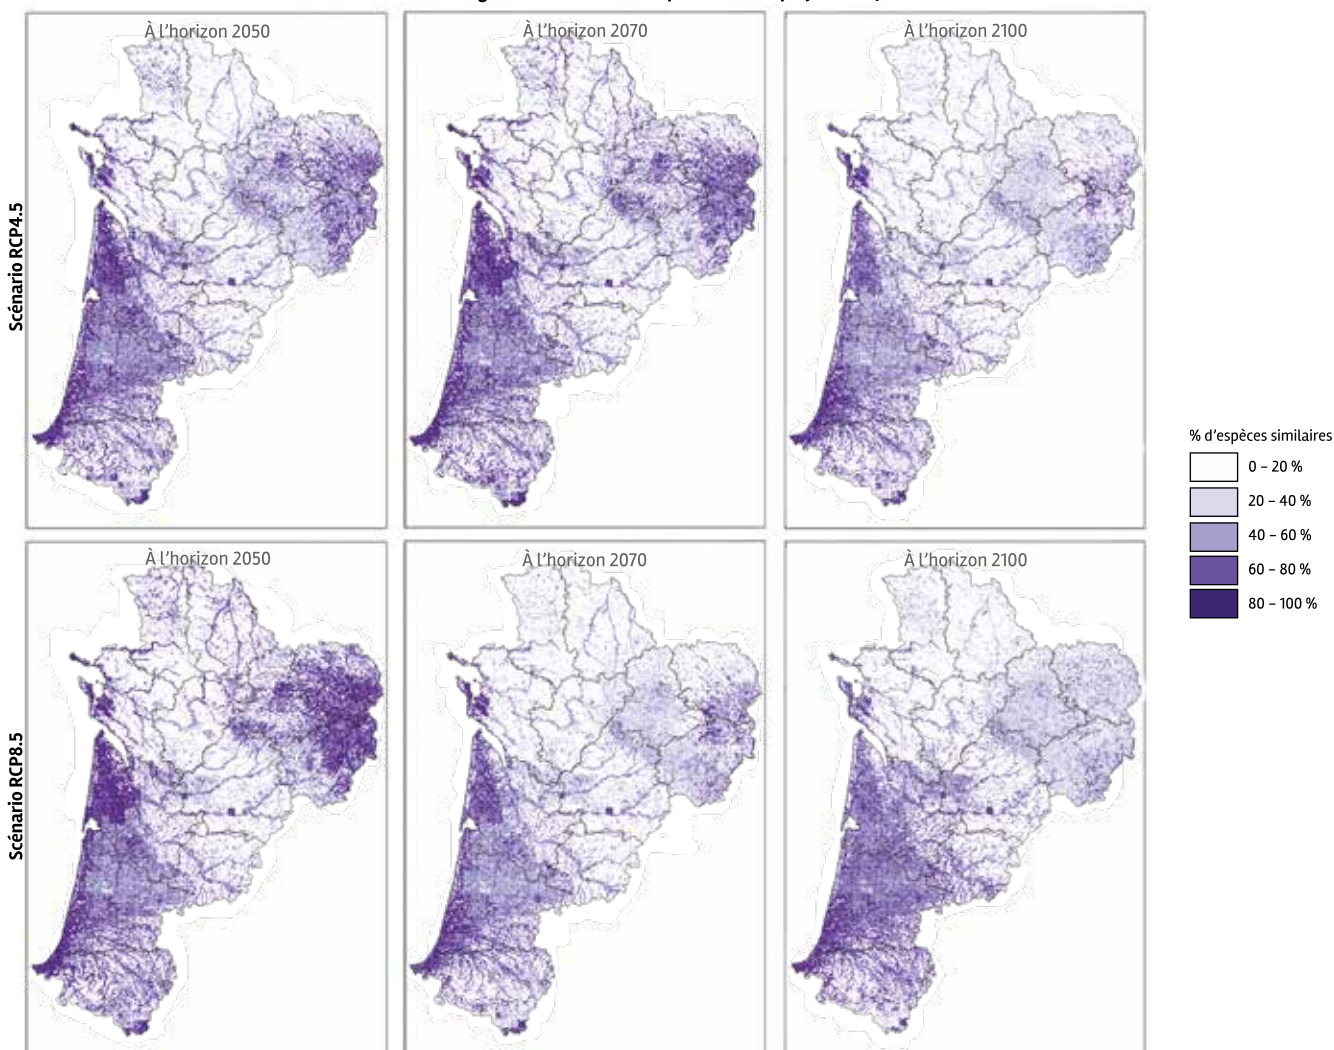 À l'horizon 2050
À l'horizon 2070
À l'horizon 2100
Scénario RCP4.5
% d'espèces similaires
0 – 20 %
20 – 40 %
40 – 60 %
60 – 80 %
80 – 100 %
À l'horizon 2050
À l'horizon 2070
À l'horizon 2100
Scénario RCP8.5